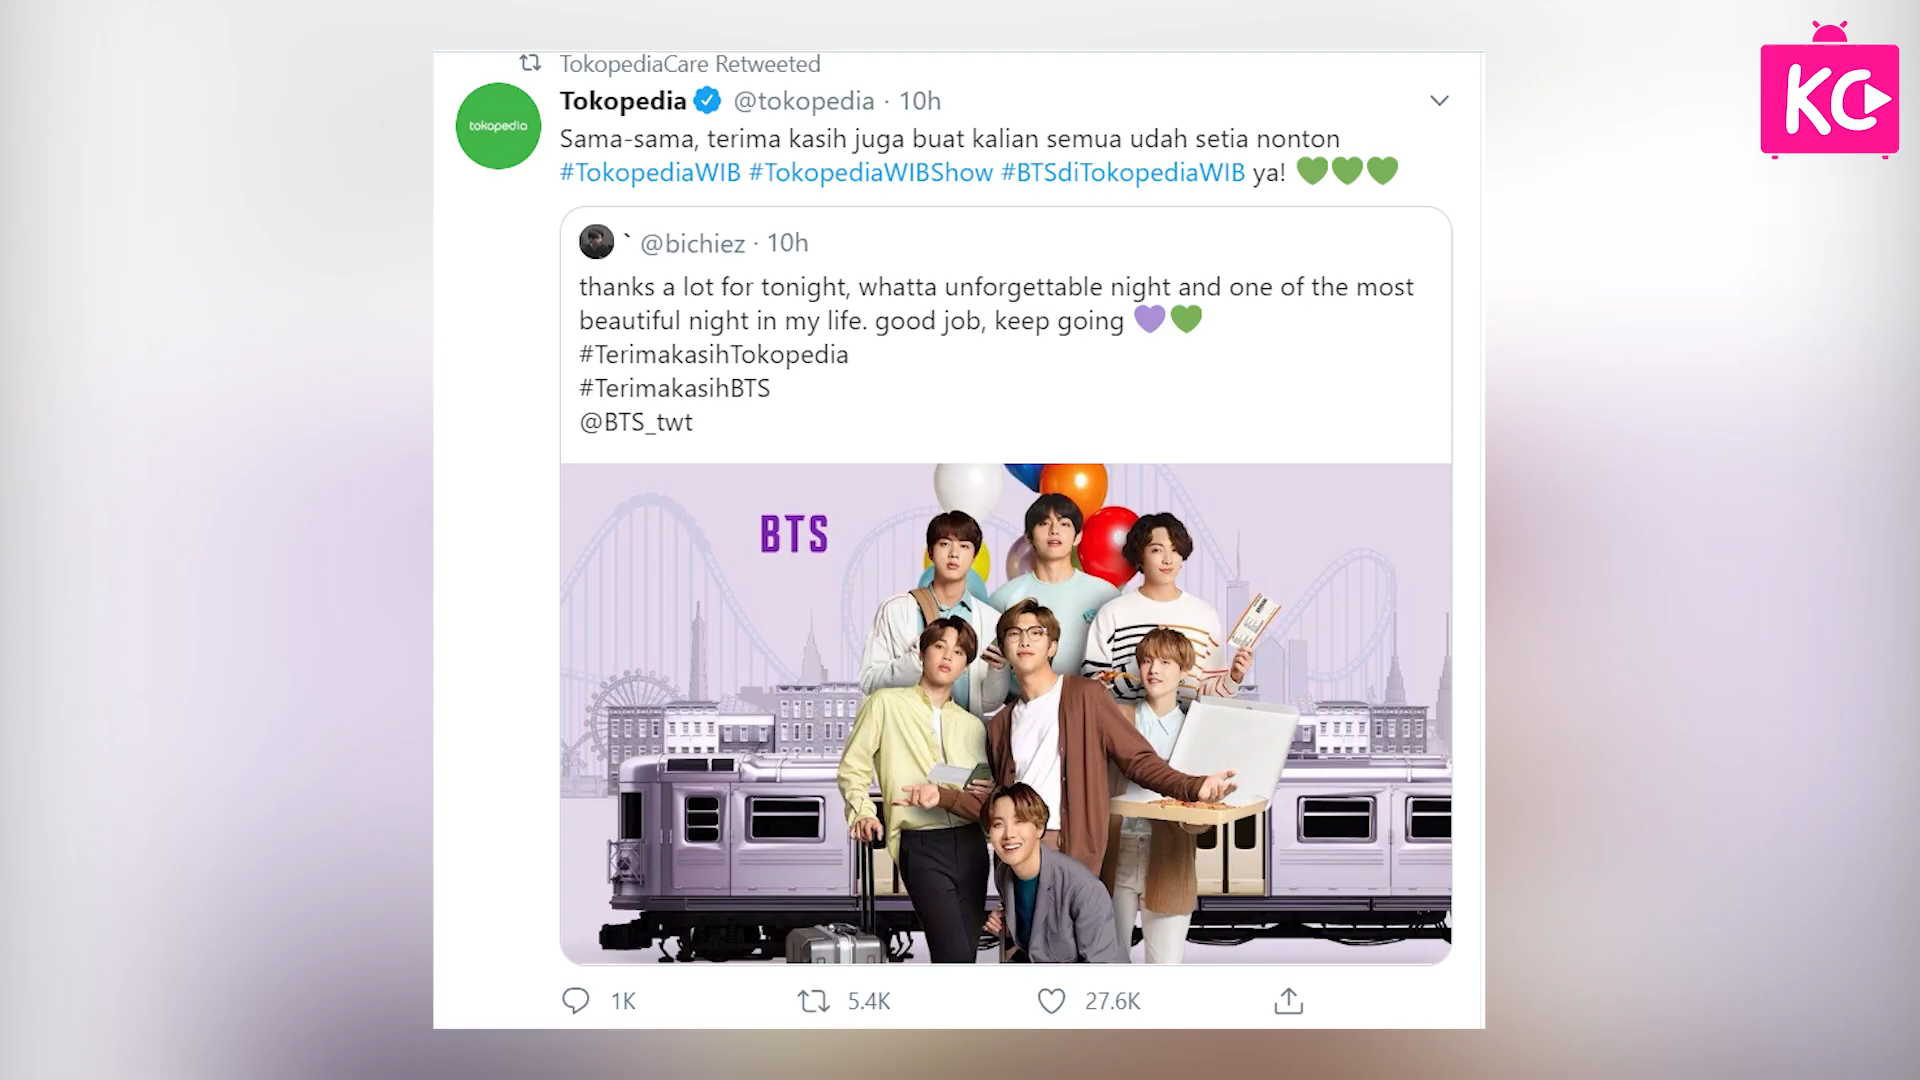 TokopediaCare Retweeted
Tokopedia @tokopedia · 10h
tokopedia
Sama-sama, terima kasih juga buat kalian semua udah setia nonton
#TokopediaWIB #TokopediaWIBShow #BTSdiTokopediaWIB ya! 💚💚💚
` @bichiez · 10h
thanks a lot for tonight, whatta unforgettable night and one of the most
beautiful night in my life. good job, keep going 💜💚
#TerimakasihTokopedia
#TerimakasihBTS
@BTS_twt
BTS
1K
5.4K
27.6K
KC